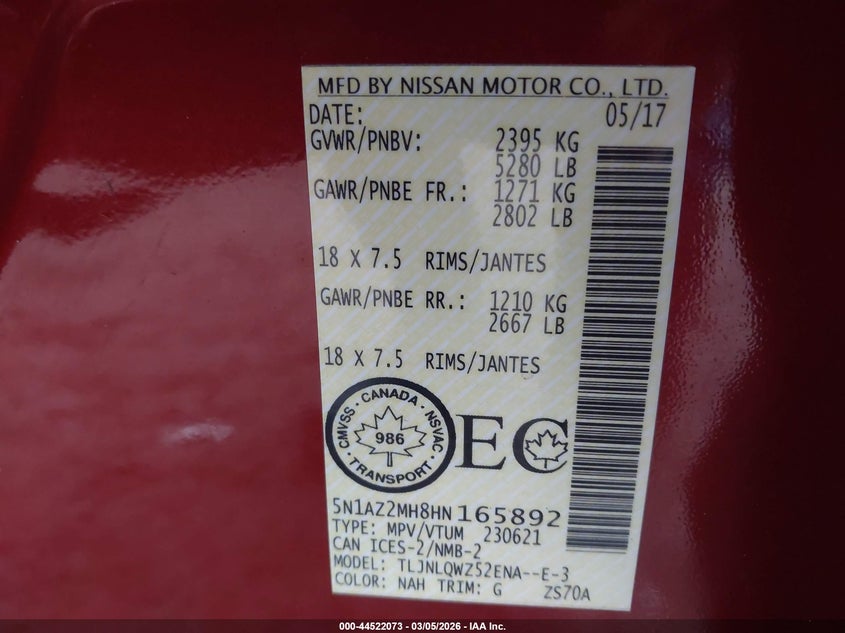 MFD BY NISSAN MOTOR CO., LTD.
DATE: 05/17
GVWR/PNBV: 2395 KG
5280 LB
GAWR/PNBE FR.: 1271 KG
2802 LB
18 X 7.5 RIMS/JANTES
GAWR/PNBE RR.: 1210 KG
2667 LB
18 X 7.5 RIMS/JANTES
CMVSS · CANADA · NSVAC
986
· TRANSPORT ·
EC
5N1AZ2MH8HN165892
TYPE: MPV/VTUM 230621
CAN ICES-2/NMB-2
MODEL: TLJNLQWZ52ENA--E-3
COLOR: NAH TRIM: G ZS70A
000-44522073 - 03/05/2026 - IAA Inc.